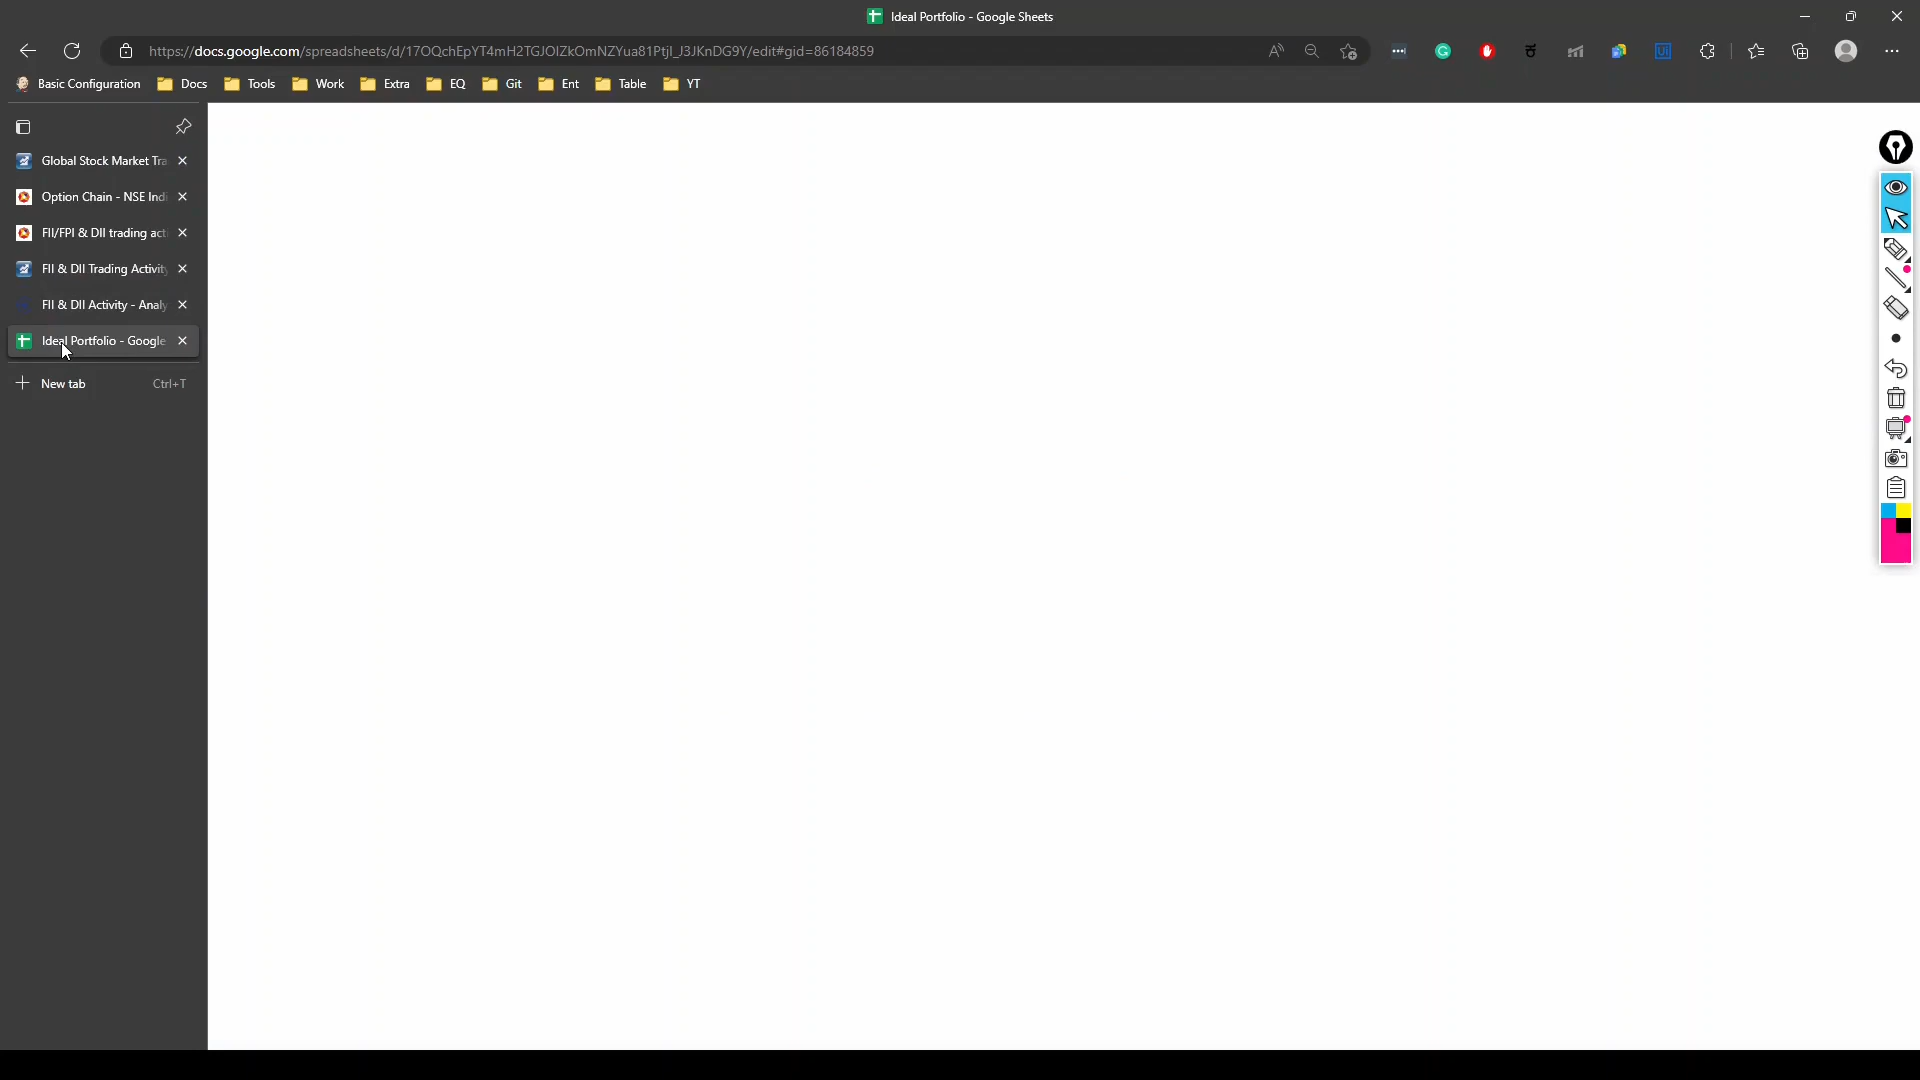 Ideal Portfolio - Google Sheets
https://docs.google.com/spreadsheets/d/17OQchEpYT4mH2TGJOIZkOmNZYua81PtjI_J3JKnDG9Y/edit#gid=86184859
Basic Configuration Docs Tools Work Extra EQ Git Ent Table YT
Global Stock Market Tra
Option Chain - NSE Indi
FII/FPI & DII trading acti
FII & DII Trading Activity
FII & DII Activity - Analy
Ideal Portfolio - Google
New tab Ctrl+T